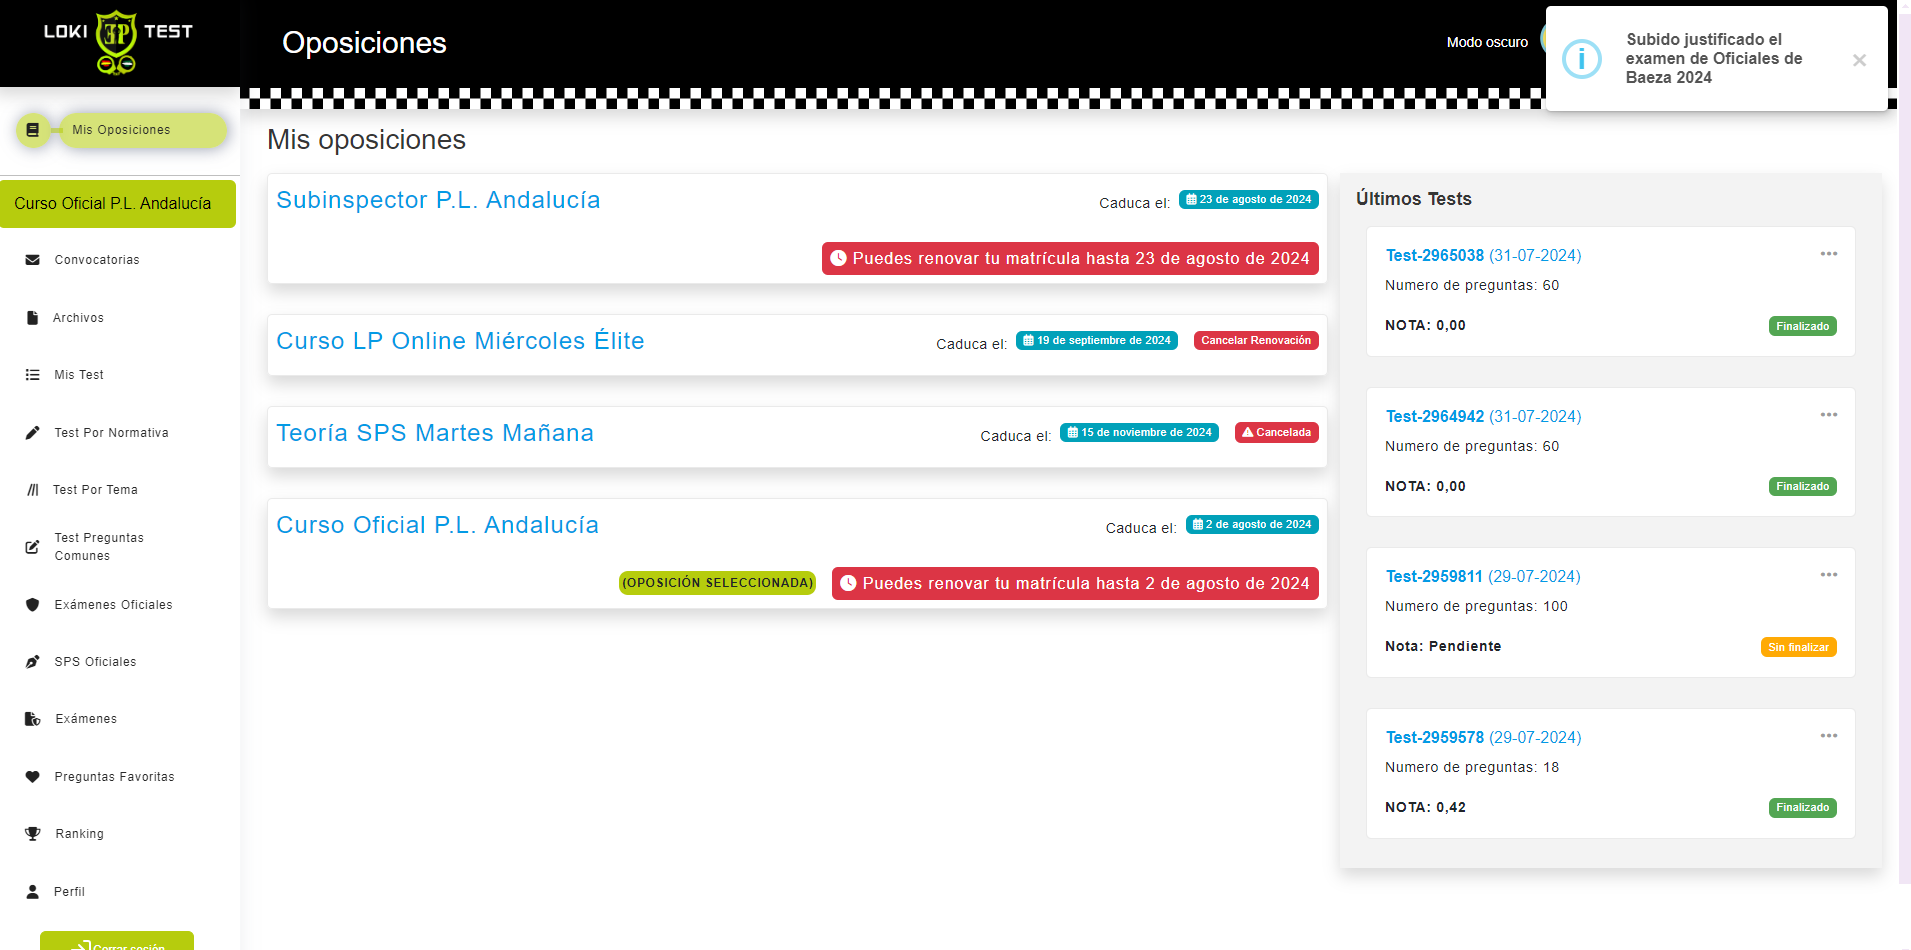 LOKI TEST
Oposiciones
Modo oscuro
Subido justificado el
examen de Oficiales de
Baeza 2024
×
Mis Oposiciones
Curso Oficial P.L. Andalucía
Convocatorias
Archivos
Mis Test
Test Por Normativa
Test Por Tema
Test Preguntas
Comunes
Exámenes Oficiales
SPS Oficiales
Exámenes
Preguntas Favoritas
Ranking
Perfil
Cerrar sesión
Mis oposiciones
Subinspector P.L. Andalucía
Caduca el: 23 de agosto de 2024
Puedes renovar tu matrícula hasta 23 de agosto de 2024
Curso LP Online Miércoles Élite
Caduca el: 19 de septiembre de 2024 Cancelar Renovación
Teoría SPS Martes Mañana
Caduca el: 15 de noviembre de 2024 Cancelada
Curso Oficial P.L. Andalucía
Caduca el: 2 de agosto de 2024
(OPOSICIÓN SELECCIONADA) Puedes renovar tu matrícula hasta 2 de agosto de 2024
Últimos Tests
Test-2965038 (31-07-2024)
Numero de preguntas: 60
NOTA: 0,00 Finalizado
Test-2964942 (31-07-2024)
Numero de preguntas: 60
NOTA: 0,00 Finalizado
Test-2959811 (29-07-2024)
Numero de preguntas: 100
Nota: Pendiente Sin finalizar
Test-2959578 (29-07-2024)
Numero de preguntas: 18
NOTA: 0,42 Finalizado